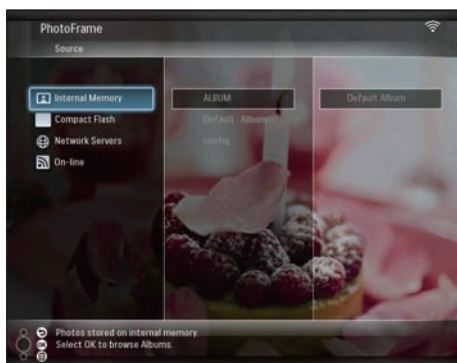 PhotoFrame
Source
Internal Memory
Compact Flash
Network Servers
On-line
ALBUM
Default Album
config
Default Album
Photos stored on internal memory.
OK Select OK to browse Albums.